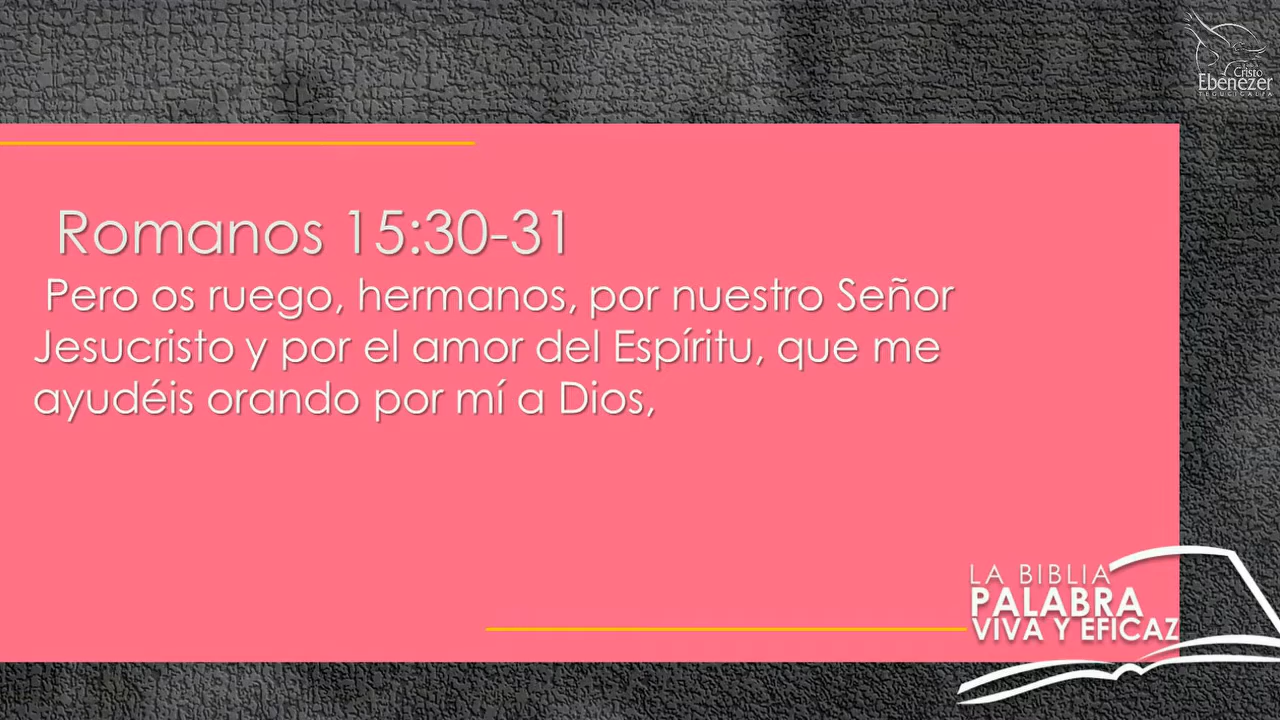 Cristo
Ebenezer
TEGUCIGALPA
Romanos 15:30-31
Pero os ruego, hermanos, por nuestro Señor
Jesucristo y por el amor del Espíritu, que me
ayudéis orando por mí a Dios,
LA BIBLIA
PALABRA
VIVA Y EFICAZ